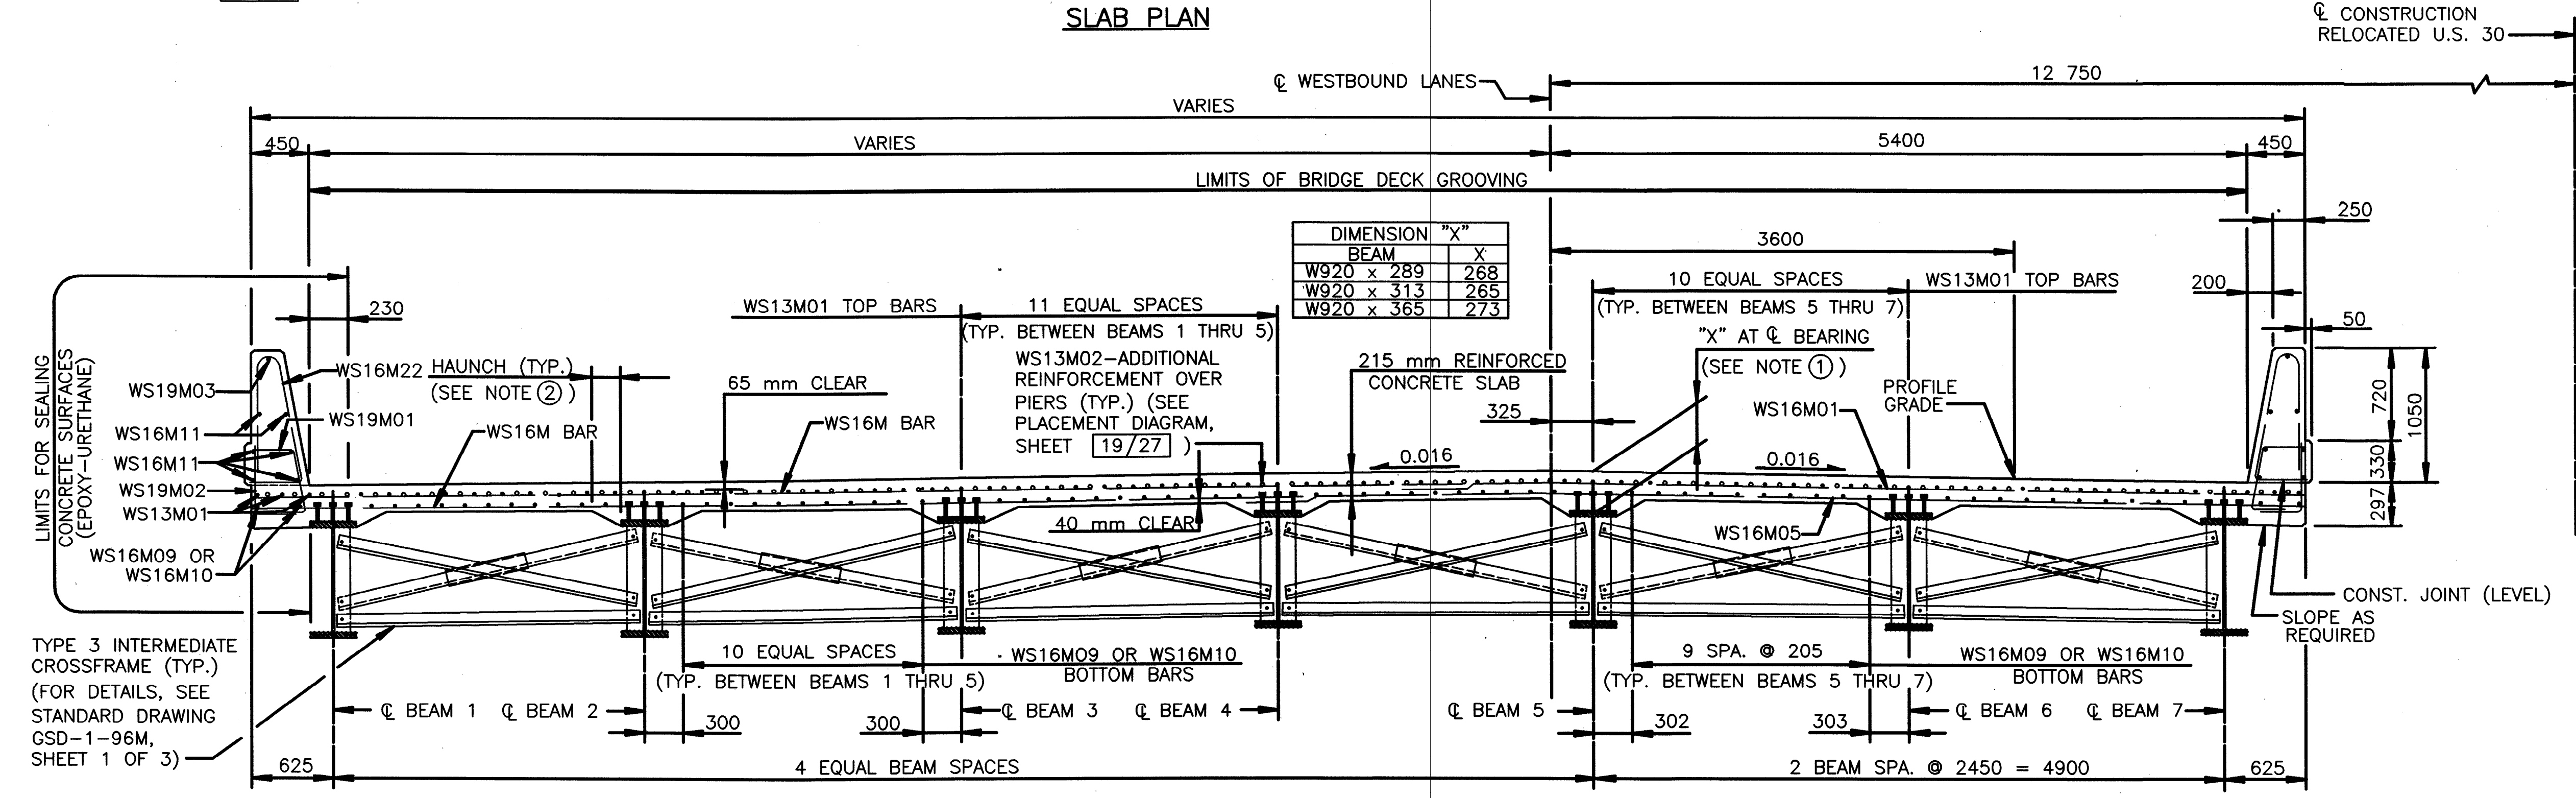 SLAB PLAN
℄ CONSTRUCTION
RELOCATED U.S. 30
℄ WESTBOUND LANES
12 750
VARIES
450
VARIES
5400
450
LIMITS OF BRIDGE DECK GROOVING
250
DIMENSION "X"
BEAM X
W920 x 289 268
W920 x 313 265
W920 x 365 273
3600
10 EQUAL SPACES
WS13M01 TOP BARS
(TYP. BETWEEN BEAMS 5 THRU 7)
200
50
230
WS13M01 TOP BARS
11 EQUAL SPACES
(TYP. BETWEEN BEAMS 1 THRU 5)
"X" AT ℄ BEARING
(SEE NOTE ①)
LIMITS FOR SEALING
CONCRETE SURFACES
(EPOXY-URETHANE)
WS19M03
WS16M22
HAUNCH (TYP.)
(SEE NOTE ②)
65 mm CLEAR
WS13M02-ADDITIONAL
REINFORCEMENT OVER
PIERS (TYP.) (SEE
PLACEMENT DIAGRAM,
SHEET 19/27 )
215 mm REINFORCED
CONCRETE SLAB
325
PROFILE
GRADE
WS16M01
720
1050
330
297
WS19M01
WS16M11
WS16M BAR
WS16M BAR
WS16M11
0.016
0.016
WS19M02
WS13M01
40 mm CLEAR
WS16M05
WS16M09 OR
WS16M10
CONST. JOINT (LEVEL)
SLOPE AS
REQUIRED
TYPE 3 INTERMEDIATE
CROSSFRAME (TYP.)
(FOR DETAILS, SEE
STANDARD DRAWING
GSD-1-96M,
SHEET 1 OF 3)
10 EQUAL SPACES
(TYP. BETWEEN BEAMS 1 THRU 5)
WS16M09 OR WS16M10
BOTTOM BARS
9 SPA. @ 205
(TYP. BETWEEN BEAMS 5 THRU 7)
WS16M09 OR WS16M10
BOTTOM BARS
℄ BEAM 1
℄ BEAM 2
℄ BEAM 3
℄ BEAM 4
℄ BEAM 5
℄ BEAM 6
℄ BEAM 7
300
300
302
303
625
4 EQUAL BEAM SPACES
2 BEAM SPA. @ 2450 = 4900
625